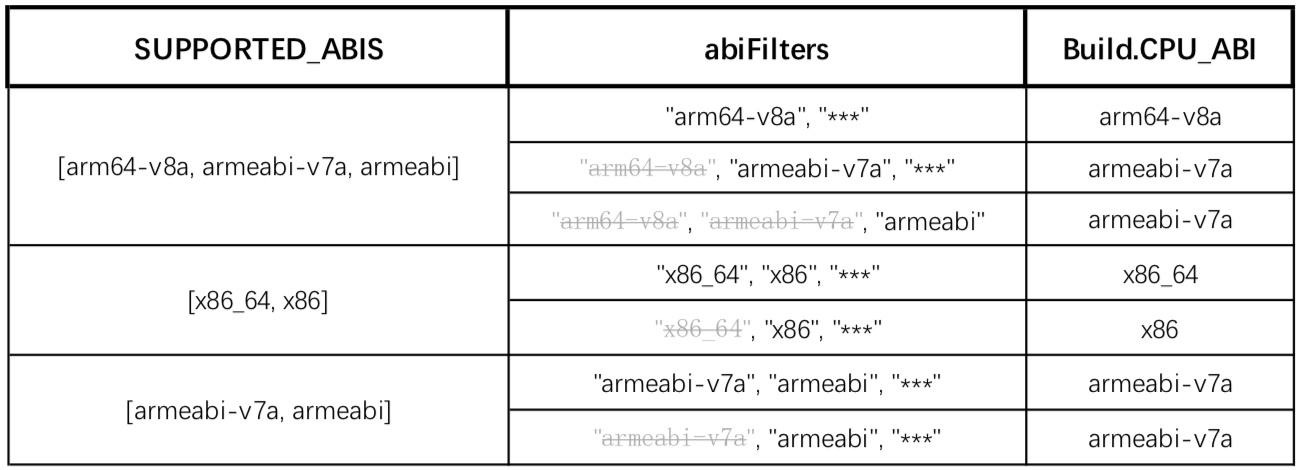 SUPPORTED_ABIS abiFilters Build.CPU_ABI
[arm64-v8a, armeabi-v7a, armeabi]
"arm64-v8a", "***" arm64-v8a
"arm64-v8a", "armeabi-v7a", "***" armeabi-v7a
"arm64-v8a", "armeabi-v7a", "armeabi" armeabi-v7a
[x86_64, x86]
"x86_64", "x86", "***" x86_64
"x86_64", "x86", "***" x86
[armeabi-v7a, armeabi]
"armeabi-v7a", "armeabi", "***" armeabi-v7a
"armeabi-v7a", "armeabi", "***" armeabi-v7a